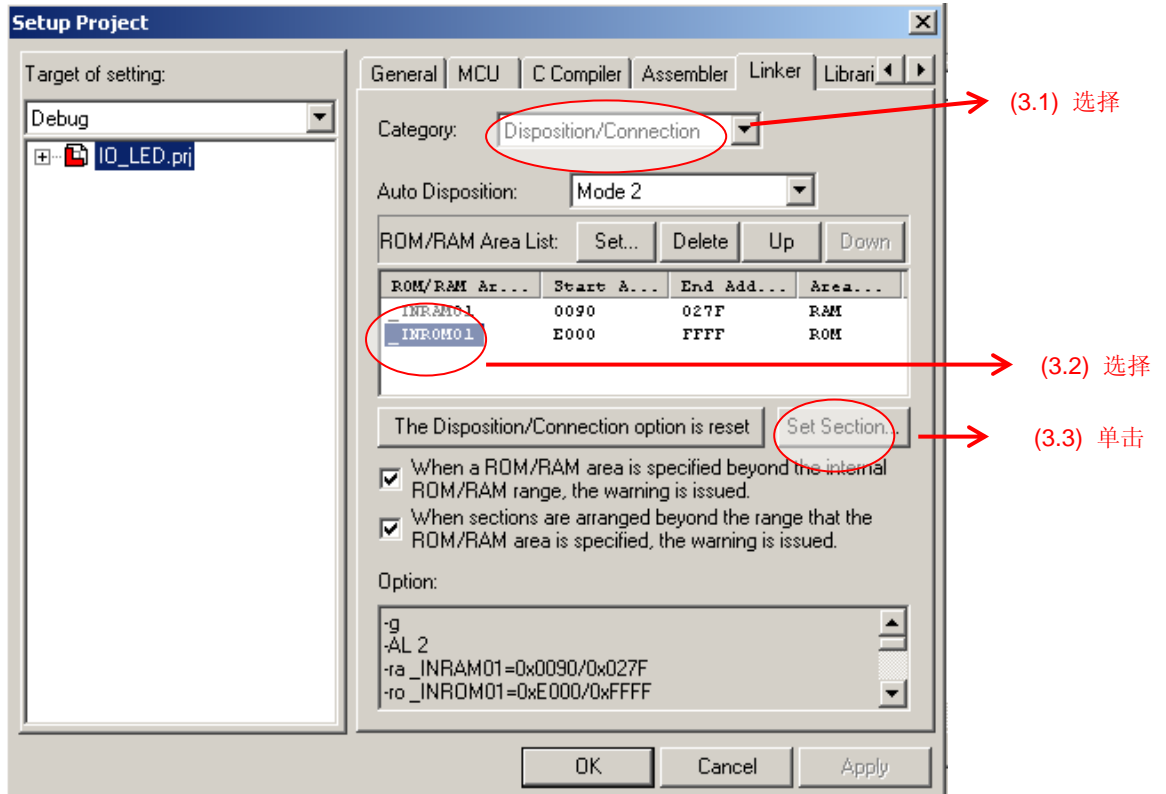 Setup Project
Target of setting:
Debug
IO_LED.prj
General MCU C Compiler Assembler Linker Librari
Category: Disposition/Connection
(3.1) 选择
Auto Disposition: Mode 2
ROM/RAM Area List: Set... Delete Up Down
ROM/RAM Ar... Start A... End Add... Area...
_INRAM01 0090 027F RAM
_INROM01 E000 FFFF ROM
(3.2) 选择
The Disposition/Connection option is reset Set Section...
(3.3) 单击
When a ROM/RAM area is specified beyond the internal
ROM/RAM range, the warning is issued.
When sections are arranged beyond the range that the
ROM/RAM area is specified, the warning is issued.
Option:
-g
-AL 2
-ra _INRAM01=0x0090/0x027F
-ro _INROM01=0xE000/0xFFFF
OK Cancel Apply